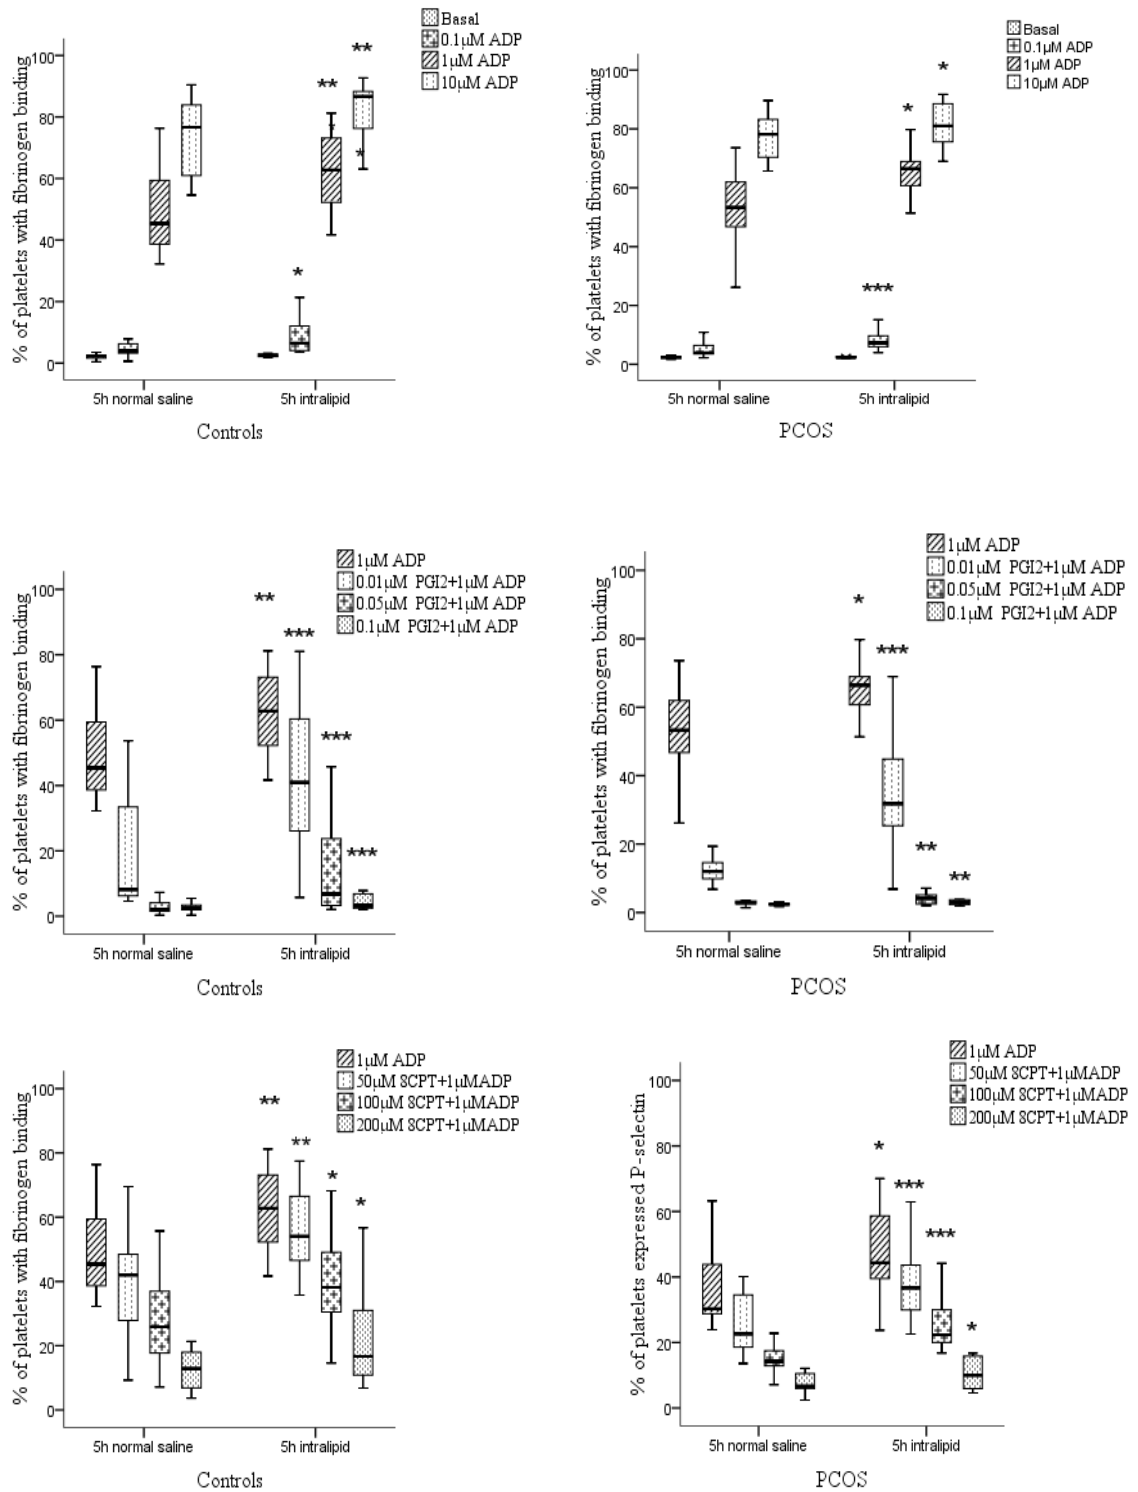 Basal
0.1µM ADP
1µM ADP
10µM ADP
% of platelets with fibrinogen binding
100
80
60
40
20
0
**
**
*
*
*
5h normal saline 5h intralipid
Controls
Basal
0.1µM ADP
1µM ADP
10µM ADP
% of platelets with fibrinogen binding
100
80
60
40
20
0
*
*
***
5h normal saline 5h intralipid
PCOS
1µM ADP
0.01µM PGI2+1µM ADP
0.05µM PGI2+1µM ADP
0.1µM PGI2+1µM ADP
% of platelets with fibrinogen binding
100
80
60
40
20
0
**
***
***
***
5h normal saline 5h intralipid
Controls
1µM ADP
0.01µM PGI2+1µM ADP
0.05µM PGI2+1µM ADP
0.1µM PGI2+1µM ADP
% of platelets with fibrinogen binding
100
80
60
40
20
0
*
***
**
**
5h normal saline 5h intralipid
PCOS
1µM ADP
50µM 8CPT+1µMADP
100µM 8CPT+1µMADP
200µM 8CPT+1µMADP
% of platelets with fibrinogen binding
100
80
60
40
20
0
**
**
*
*
5h normal saline 5h intralipid
Controls
1µM ADP
50µM 8CPT+1µMADP
100µM 8CPT+1µMADP
200µM 8CPT+1µMADP
% of platelets expressed P-selectin
100
80
60
40
20
0
*
***
***
*
5h normal saline 5h intralipid
PCOS